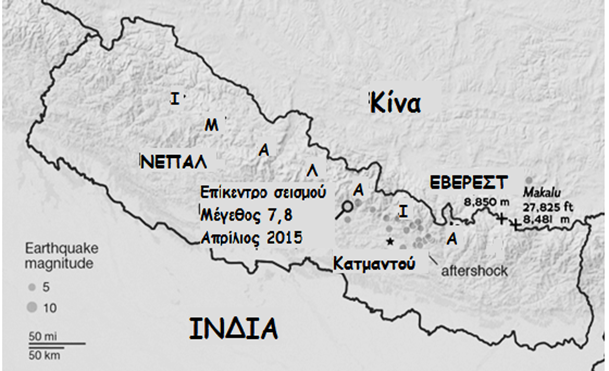 Κίνα
Ι
Μ
Α
Λ
Α
Ι
Α
ΝΕΠΑΛ
Επίκεντρο σεισμού
Μέγεθος 7,8
Απρίλιος 2015
ΕΒΕΡΕΣΤ
8,850 m
Makalu
27,825 ft
8,481 m
Κατμαντού
aftershock
Earthquake
magnitude
5
10
50 mi
50 km
ΙΝΔΙΑ